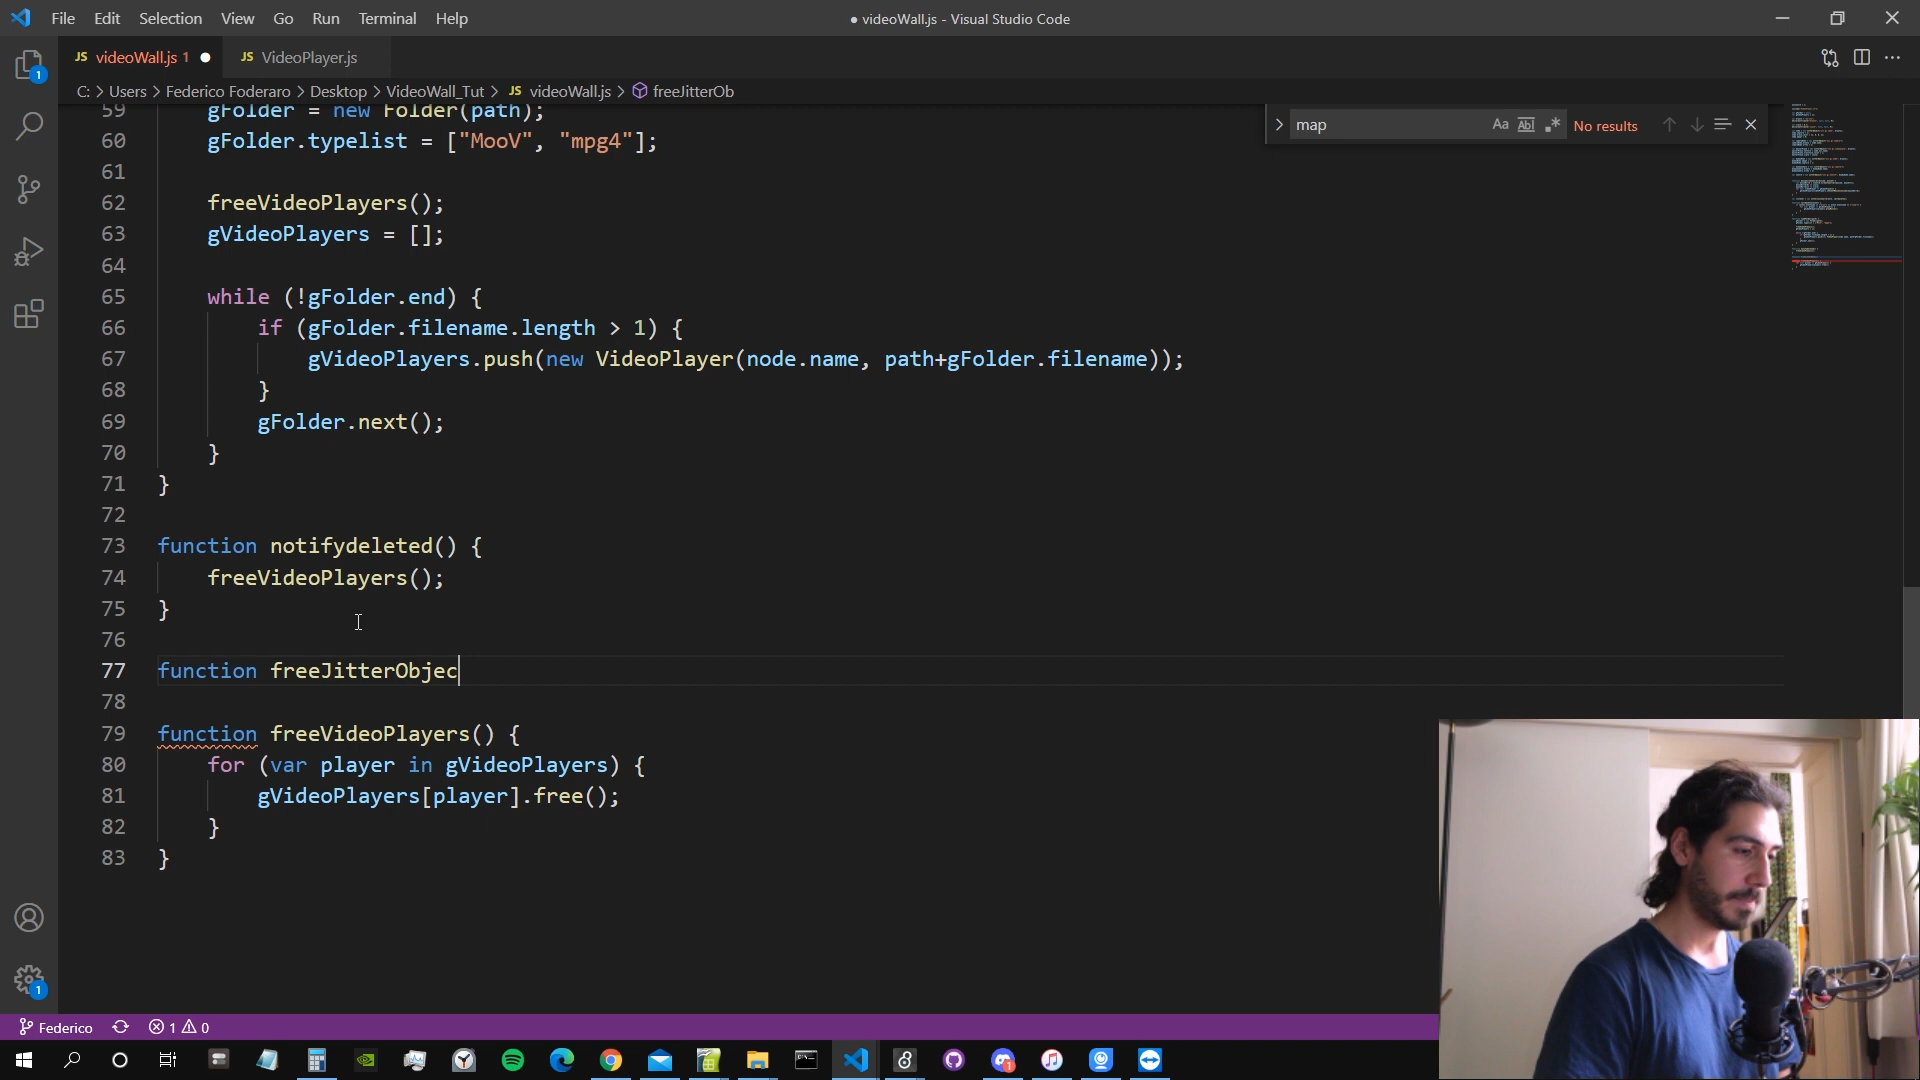 File Edit Selection View Go Run Terminal Help
● videoWall.js - Visual Studio Code
JS videoWall.js 1 ●
JS VideoPlayer.js
C: > Users > Federico Foderaro > Desktop > VideoWall_Tut > JS videoWall.js > freeJitterOb
map
Aa Ab .* No results
59 gFolder = new Folder(path);
60 gFolder.typelist = ["MooV", "mpg4"];
61
62 freeVideoPlayers();
63 gVideoPlayers = [];
64
65 while (!gFolder.end) {
66 if (gFolder.filename.length > 1) {
67 gVideoPlayers.push(new VideoPlayer(node.name, path+gFolder.filename));
68 }
69 gFolder.next();
70 }
71 }
72
73 function notifydeleted() {
74 freeVideoPlayers();
75 }
76
77 function freeJitterObjec
78
79 function freeVideoPlayers() {
80 for (var player in gVideoPlayers) {
81 gVideoPlayers[player].free();
82 }
83 }
1
1
Federico
1 0